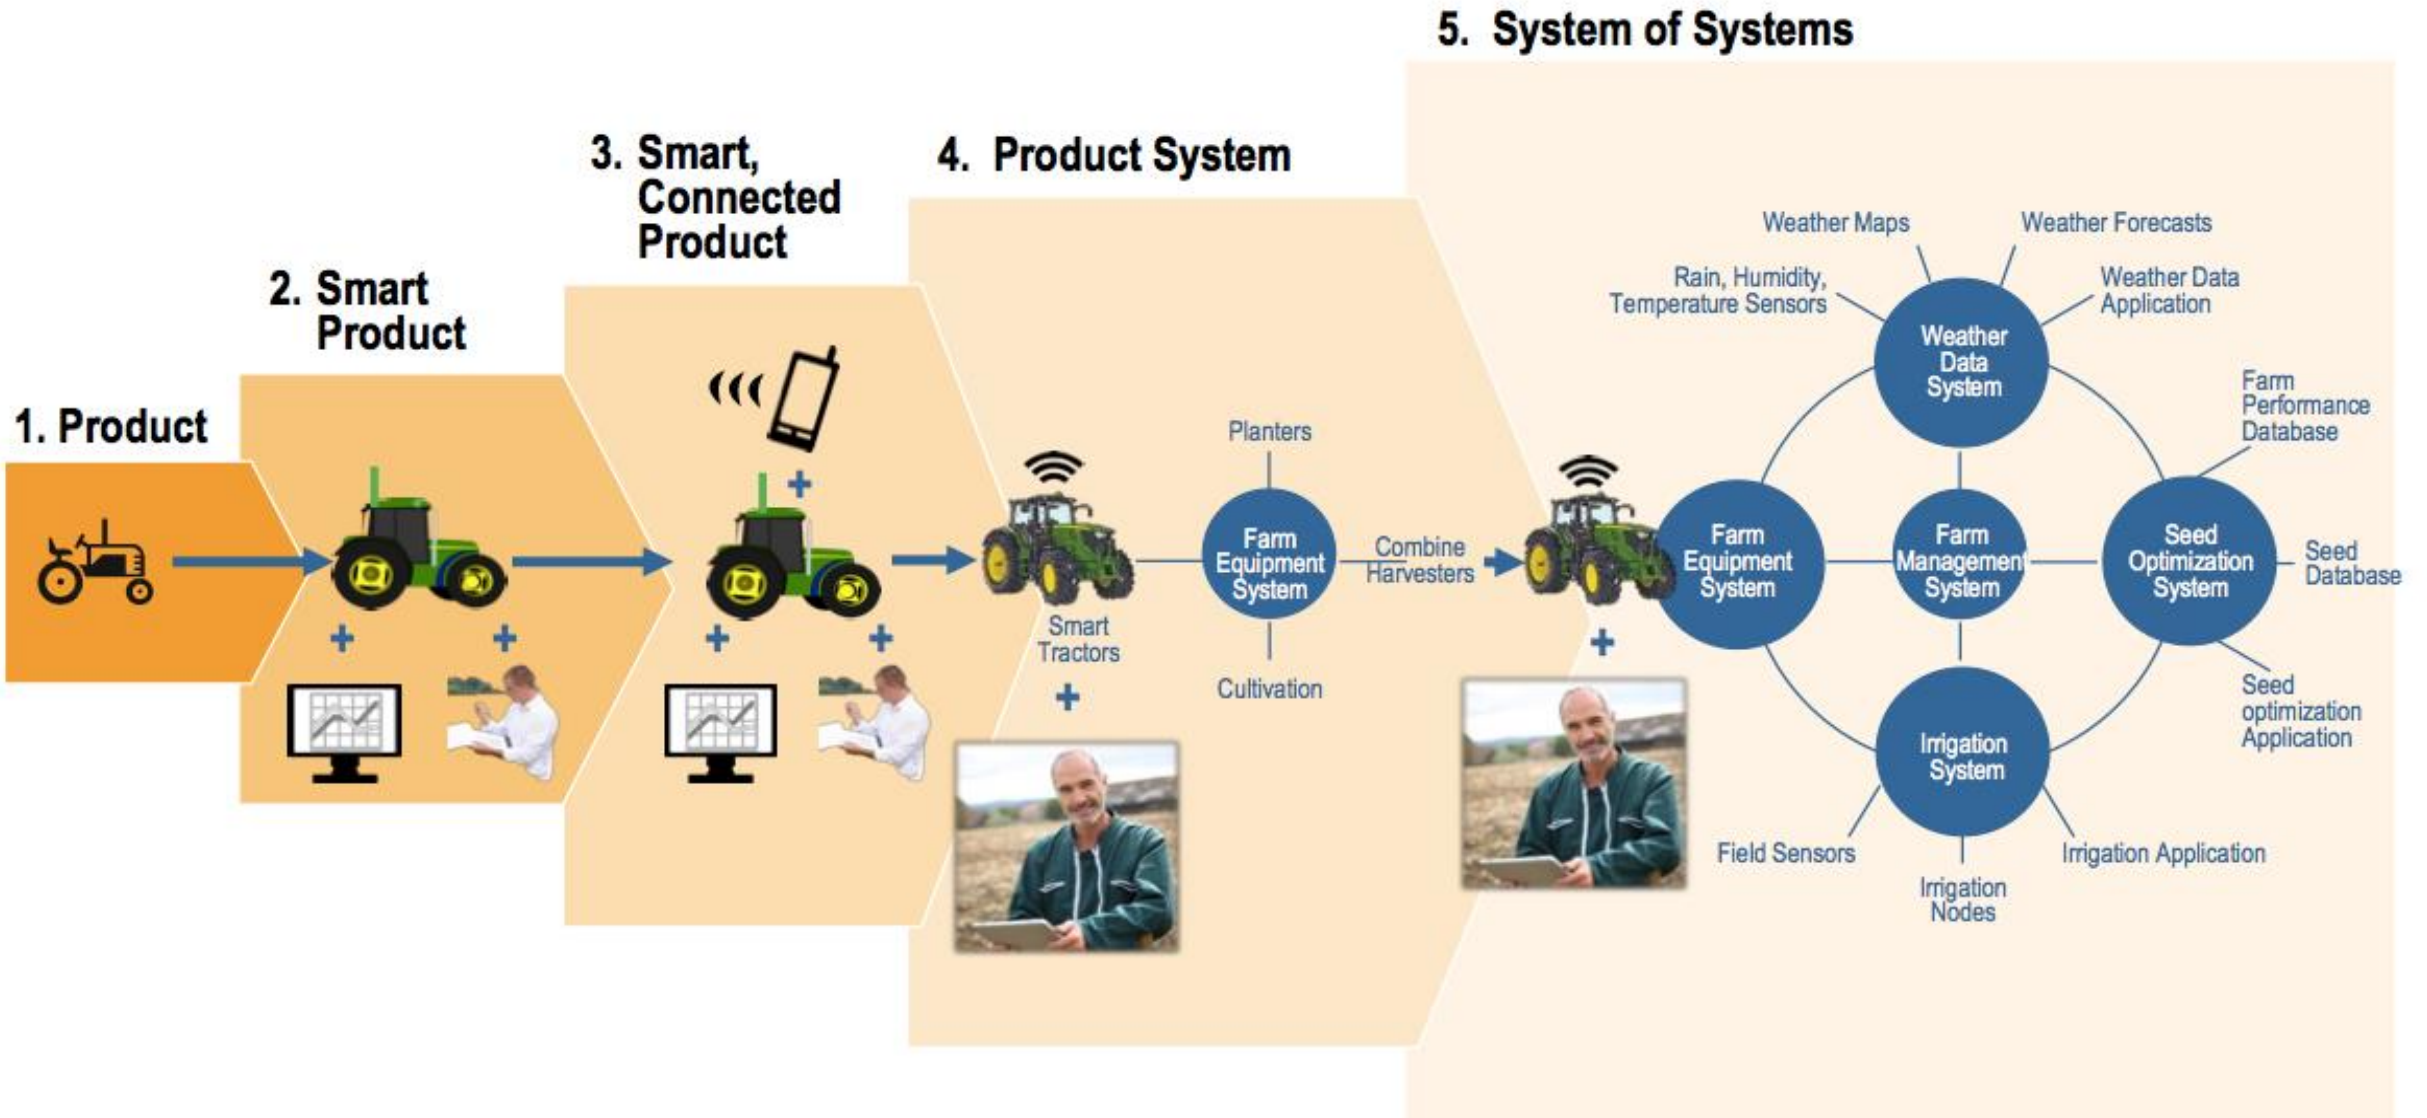 1. Product
2. Smart
Product
3. Smart,
Connected
Product
4. Product System
Planters
Farm
Equipment
System
Combine
Harvesters
Smart
Tractors
Cultivation
5. System of Systems
Weather Maps
Weather Forecasts
Rain, Humidity,
Temperature Sensors
Weather Data
Application
Weather
Data
System
Farm
Performance
Database
Farm
Equipment
System
Farm
Management
System
Seed
Optimization
System
Seed
Database
Seed
optimization
Application
Irrigation
System
Field Sensors
Irrigation
Nodes
Irrigation Application